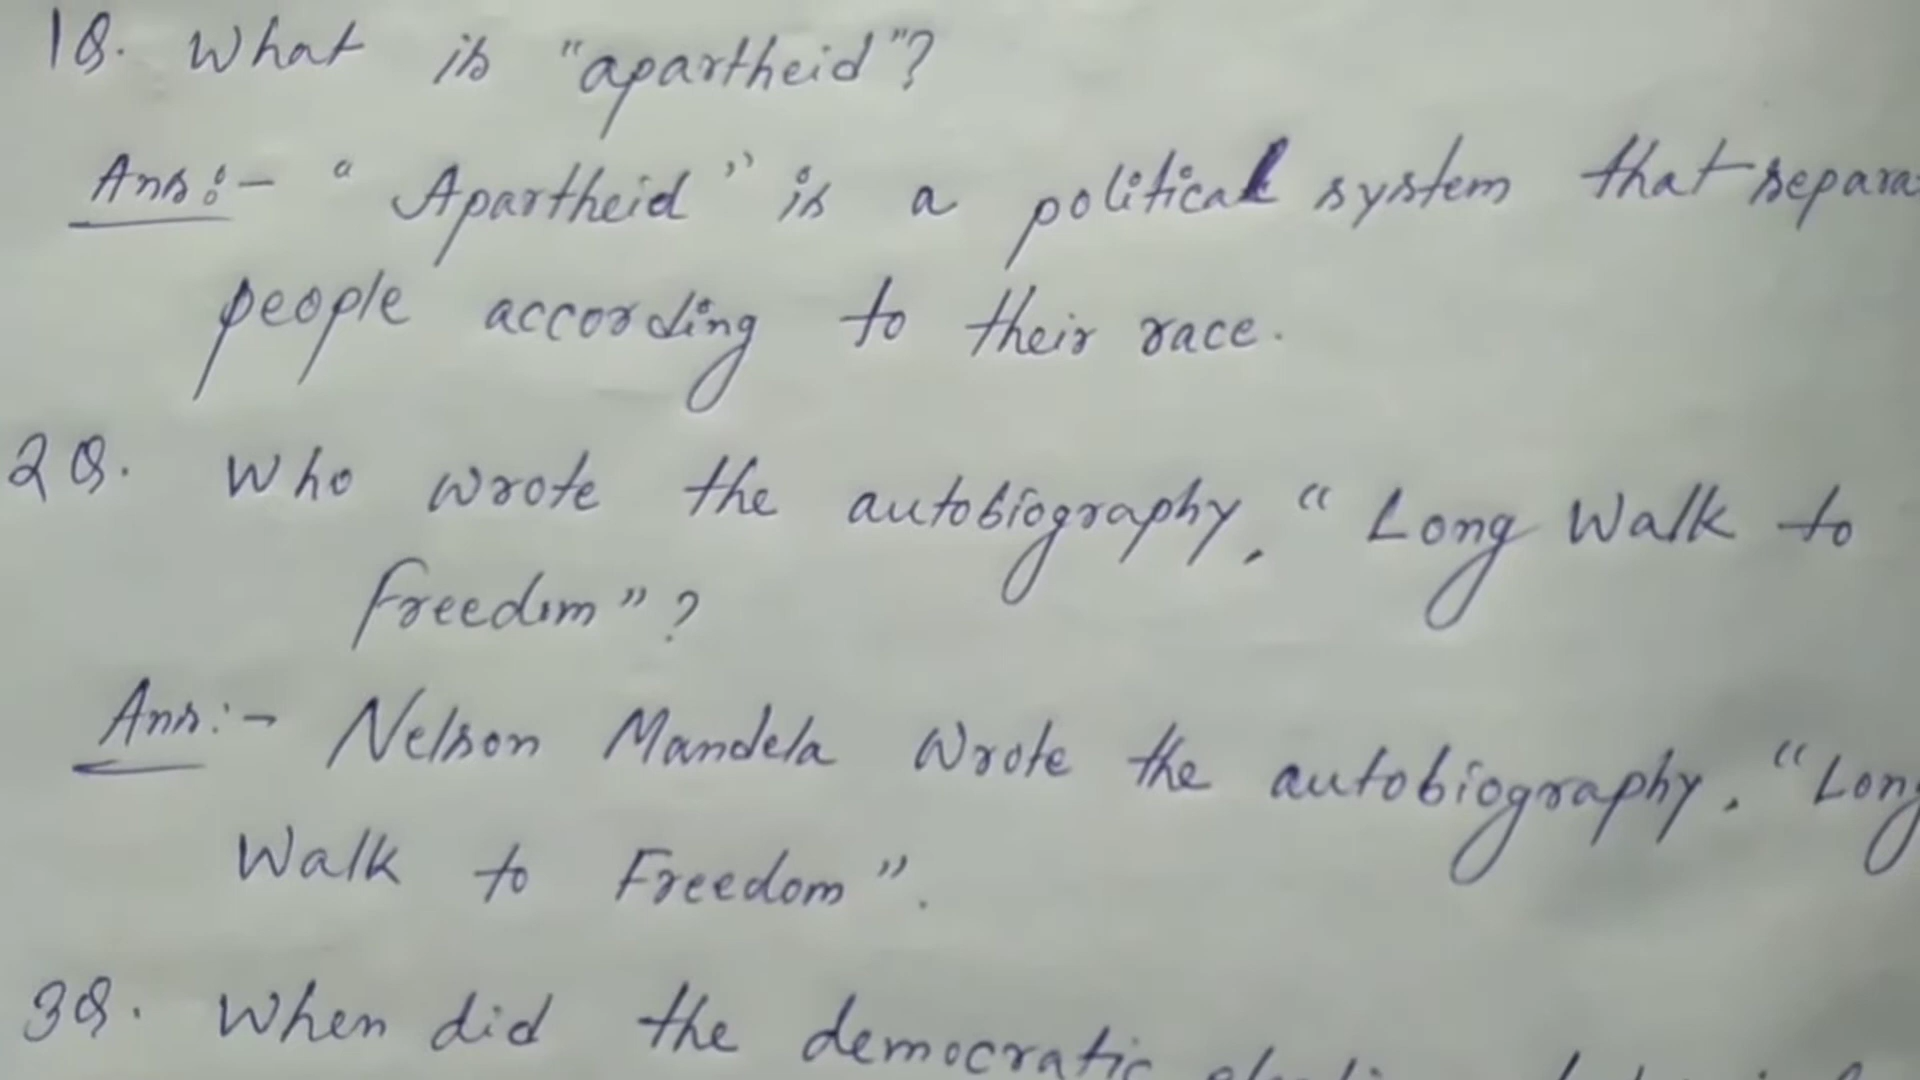 1Q. What is "apartheid"?
Ans:- "Apartheid" is a political system that separa
people according to their race.
2Q. Who wrote the autobiography, "Long Walk to
freedom"?
Ans:- Nelson Mandela Wrote the autobiography, "Long
Walk to Freedom".
3Q. When did the democratic